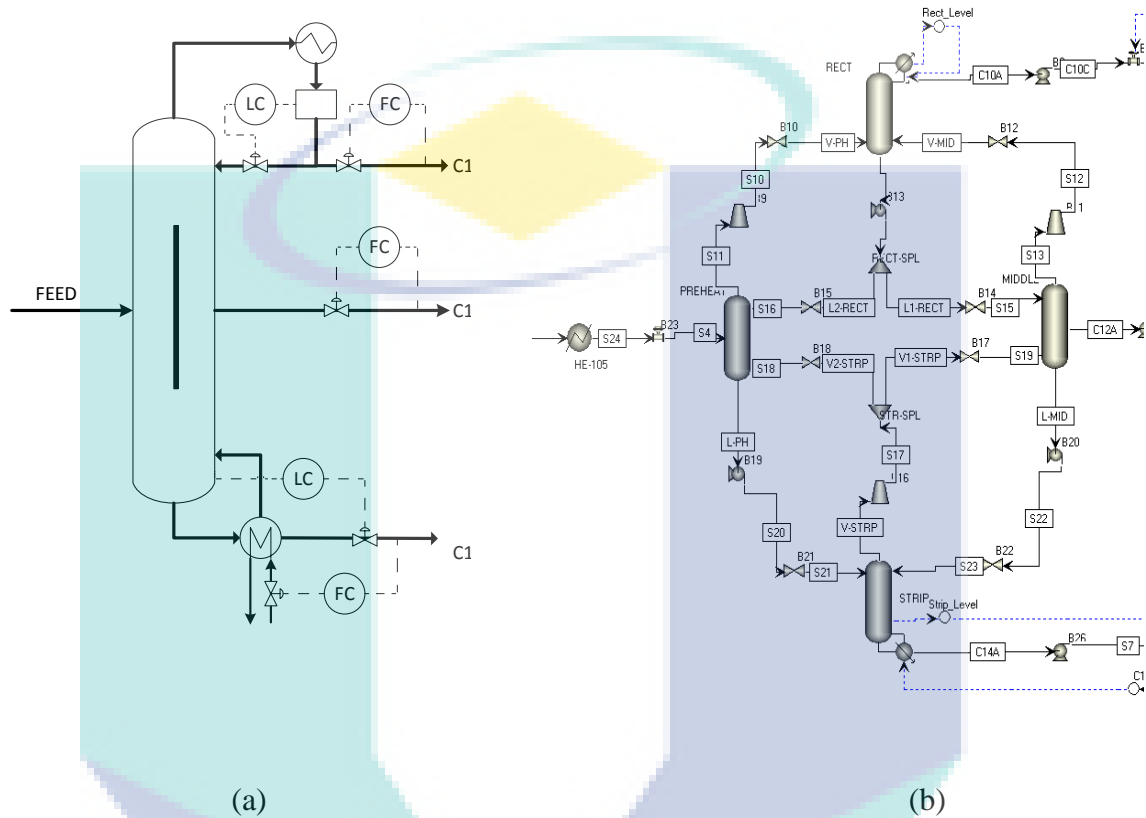 LC
FC
C1
FC
FEED
C1
LC
C1
FC
(a)
Rect_Level
RECT
C10A
C10C
B10
V-PH
V-MID
B12
S10
S12
S11
S13
RECT-SPL
MIDDLE
PREHEAT
S16
B15
L2-RECT
L1-RECT
B14
S15
B23
S4
S24
C12A
HE-105
S18
B18
V2-STRP
V1-STRP
B17
S19
STR-SPL
L-PH
L-MID
B19
S17
B20
V-STRP
S20
S22
B21
S21
S23
B22
STRIP
Strip_Level
C14A
B26
S7
C1
(b)